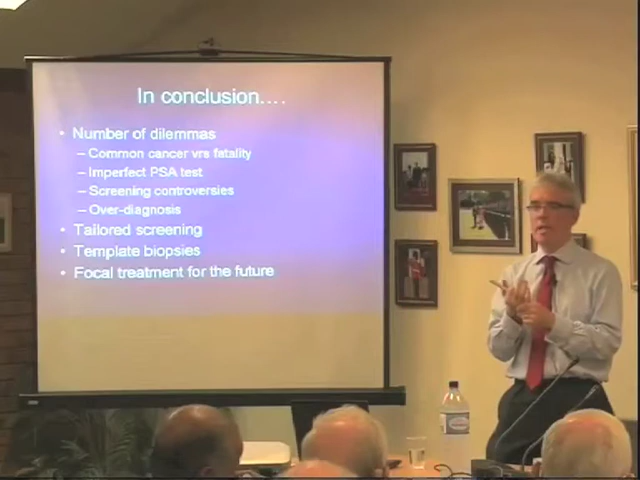 In conclusion....
• Number of dilemmas
– Common cancer vrs fatality
– Imperfect PSA test
– Screening controversies
– Over-diagnosis
• Tailored screening
• Template biopsies
• Focal treatment for the future